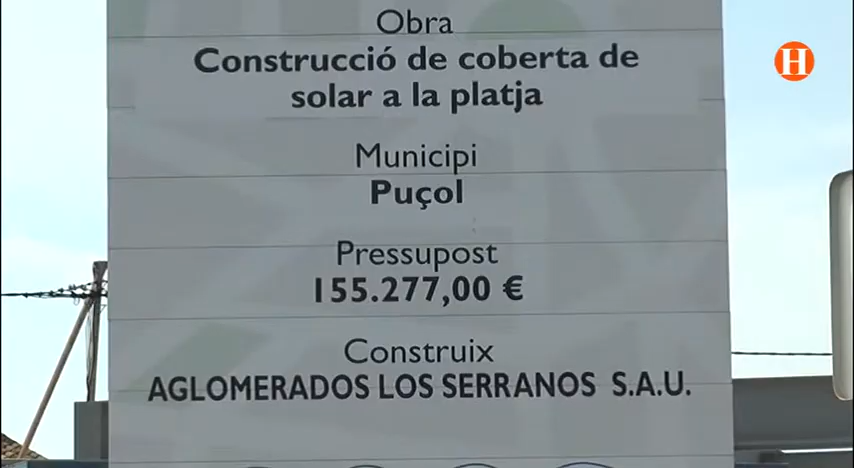 Obra
Construcció de coberta de
solar a la platja
Municipi
Puçol
Pressupost
155.277,00 €
Construix
AGLOMERADOS LOS SERRANOS S.A.U.
H